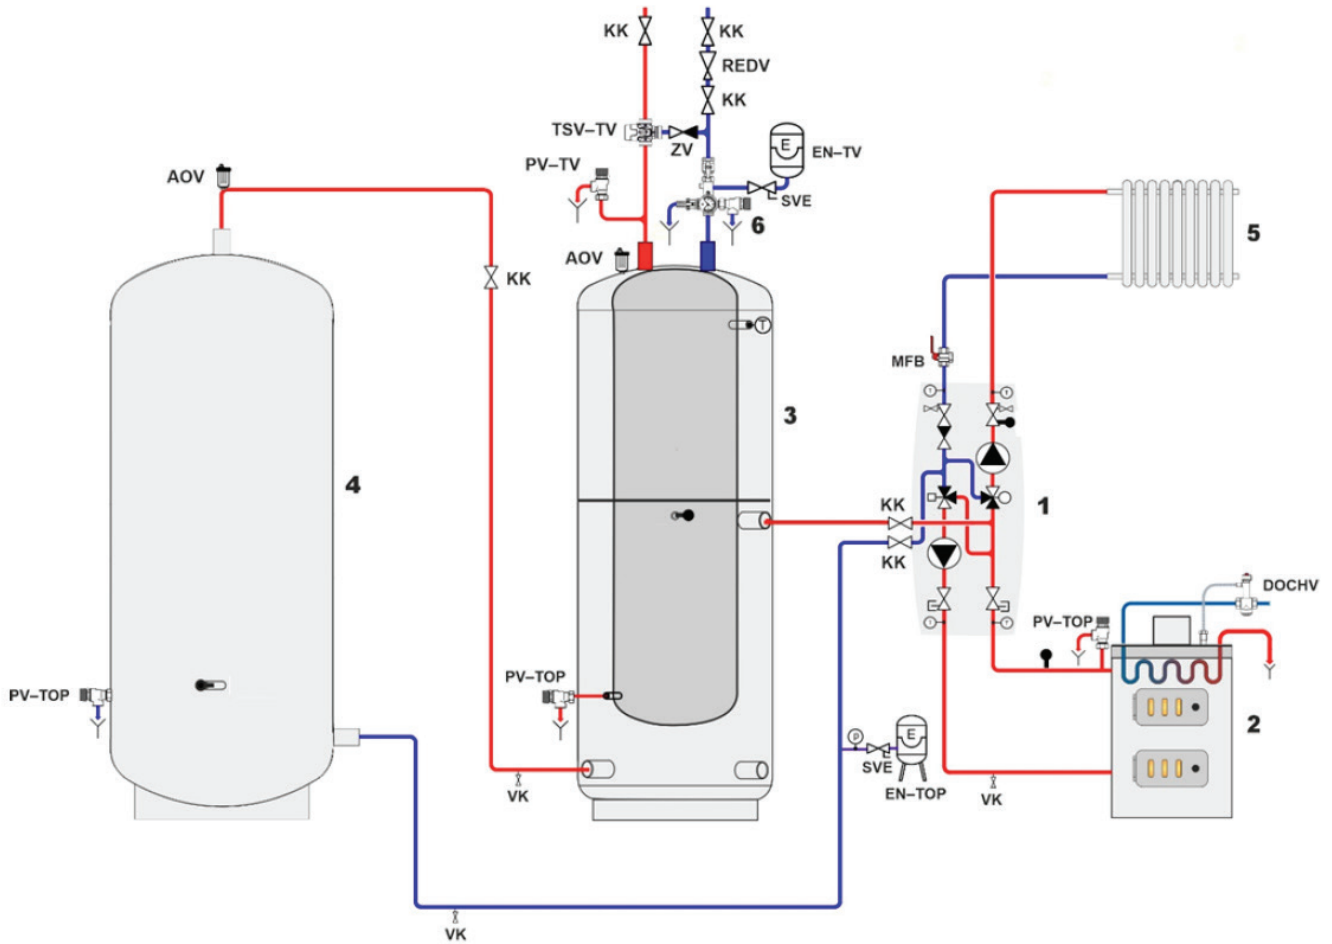 KK
KK
REDV
KK
TSV–TV
ZV
E
EN–TV
PV–TV
SVE
AOV
6
AOV
KK
5
T
MFB
3
4
KK
1
KK
DOCHV
PV–TOP
PV–TOP
PV–TOP
2
P
E
SVE
EN–TOP
VK
VK
VK